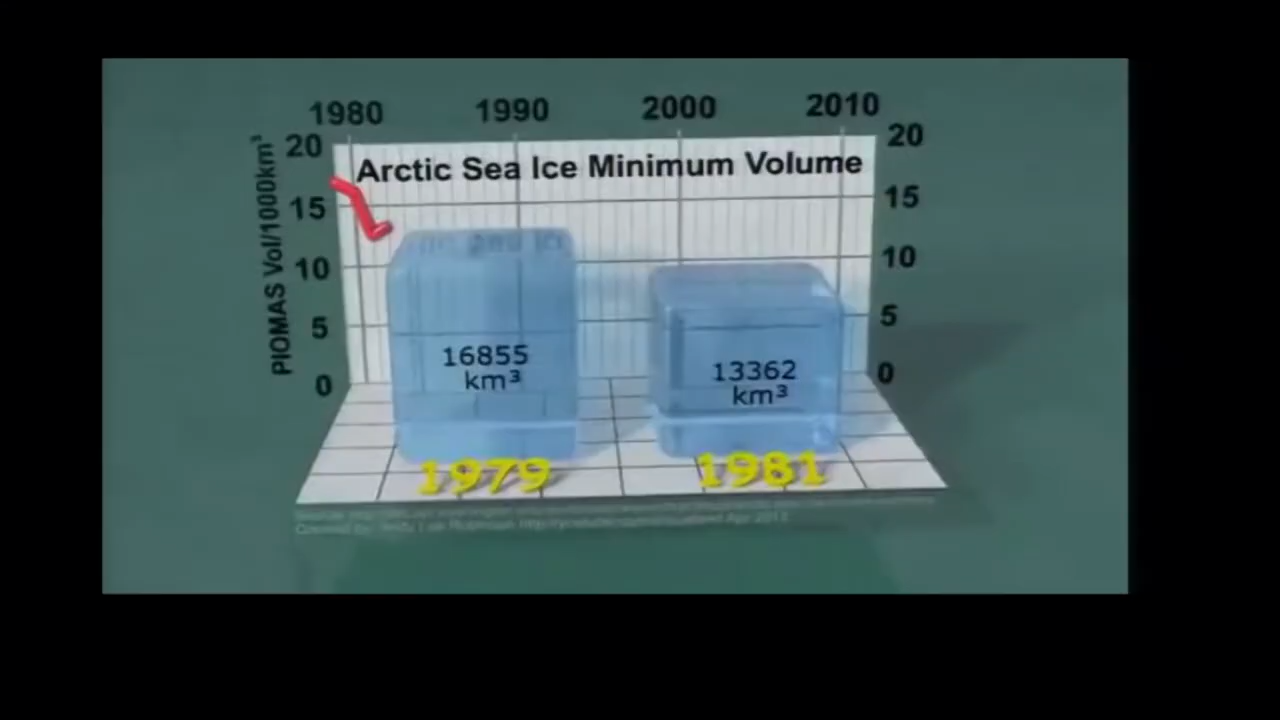 1980 1990 2000 2010
Arctic Sea Ice Minimum Volume
PIOMAS Vol/1000km³
20 20
15 15
10 10
5 5
0 0
16855
km³
13362
km³
1979 1981